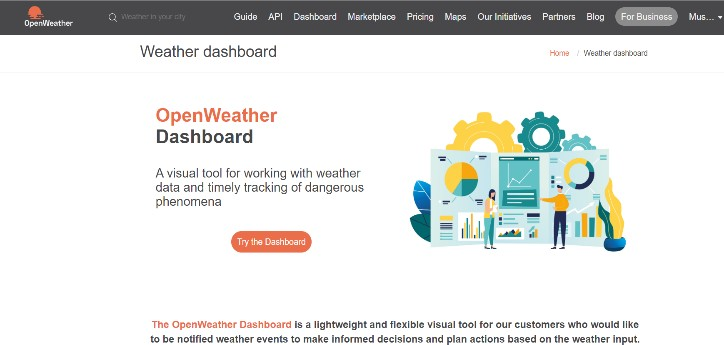 OpenWeather
Weather in your city
Guide API Dashboard Marketplace Pricing Maps Our Initiatives Partners Blog For Business Mus...
Weather dashboard
Home / Weather dashboard
OpenWeather
Dashboard
A visual tool for working with weather
data and timely tracking of dangerous
phenomena
Try the Dashboard
The OpenWeather Dashboard is a lightweight and flexible visual tool for our customers who would like
to be notified weather events to make informed decisions and plan actions based on the weather input.